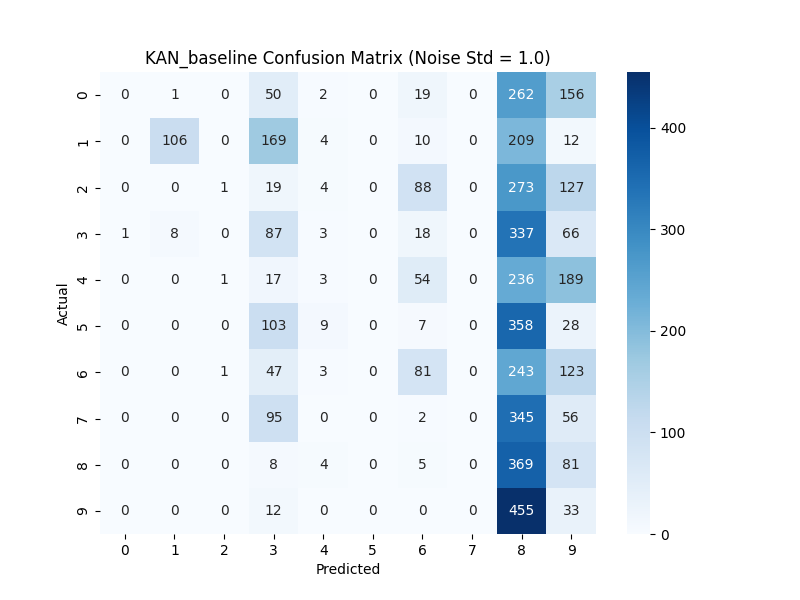 KAN_baseline Confusion Matrix (Noise Std = 1.0)
0 0 1 0 50 2 0 19 0 262 156
1 0 106 0 169 4 0 10 0 209 12
2 0 0 1 19 4 0 88 0 273 127
3 1 8 0 87 3 0 18 0 337 66
4 0 0 1 17 3 0 54 0 236 189
5 0 0 0 103 9 0 7 0 358 28
6 0 0 1 47 3 0 81 0 243 123
7 0 0 0 95 0 0 2 0 345 56
8 0 0 0 8 4 0 5 0 369 81
9 0 0 0 12 0 0 0 0 455 33
0 1 2 3 4 5 6 7 8 9
Predicted
Actual
400
300
200
100
0